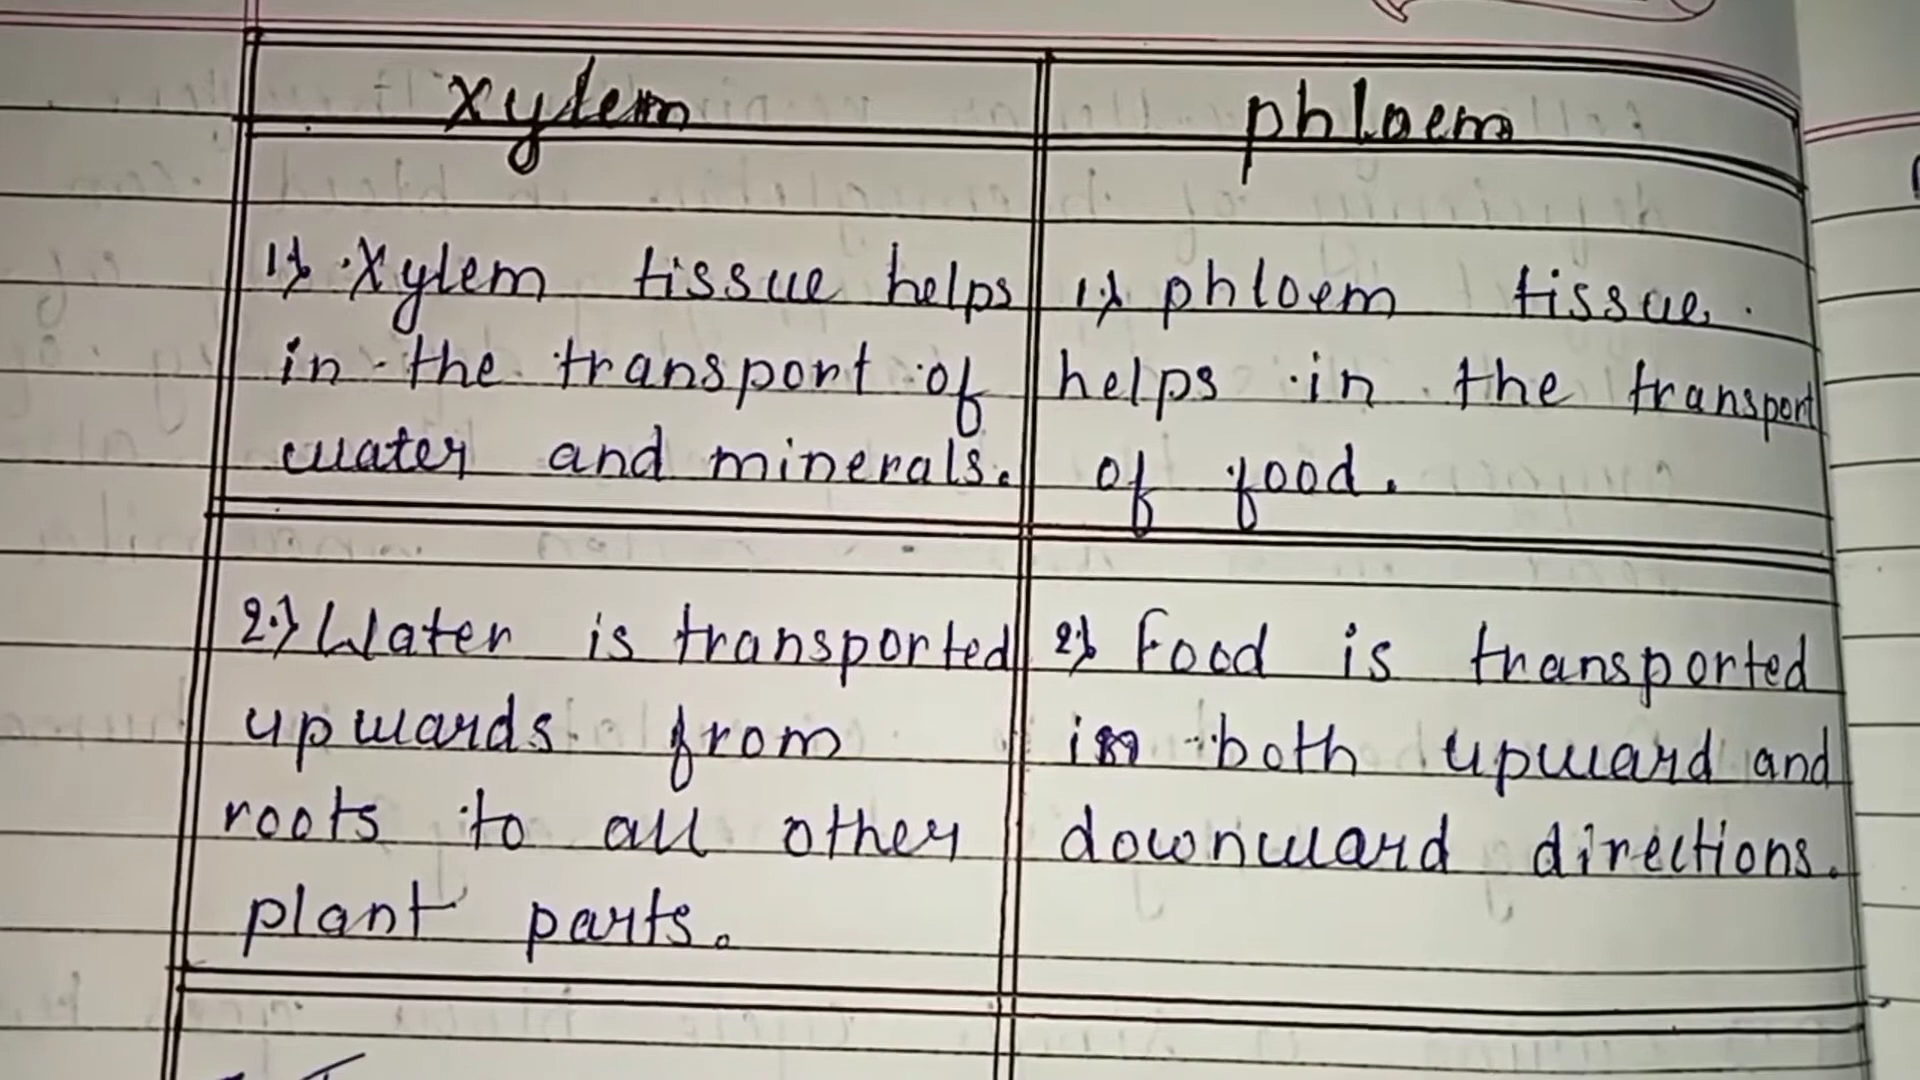 xylem
phloem
1) Xylem tissue helps
in the transport of
water and minerals.
1) phloem tissue
helps in the transport
of food.
2) Water is transported
upwards from
roots to all other
plant parts.
2) Food is transported
in both upward and
downward directions.